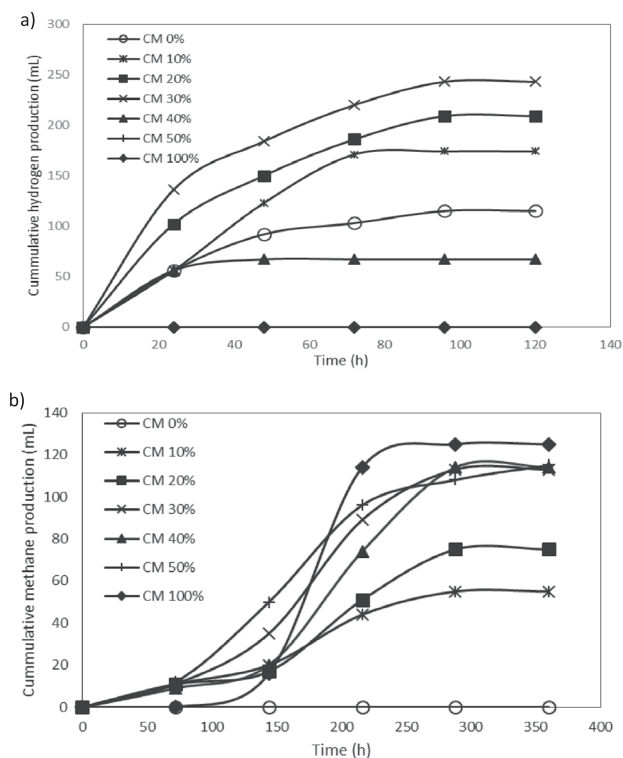 a)
300
250
200
150
100
50
0
Cummulative hydrogen production (mL)
CM 0%
CM 10%
CM 20%
CM 30%
CM 40%
CM 50%
CM 100%
0 20 40 60 80 100 120 140
Time (h)
b)
140
120
100
80
60
40
20
0
Cummulative methane production (mL)
CM 0%
CM 10%
CM 20%
CM 30%
CM 40%
CM 50%
CM 100%
0 50 100 150 200 250 300 350 400
Time (h)